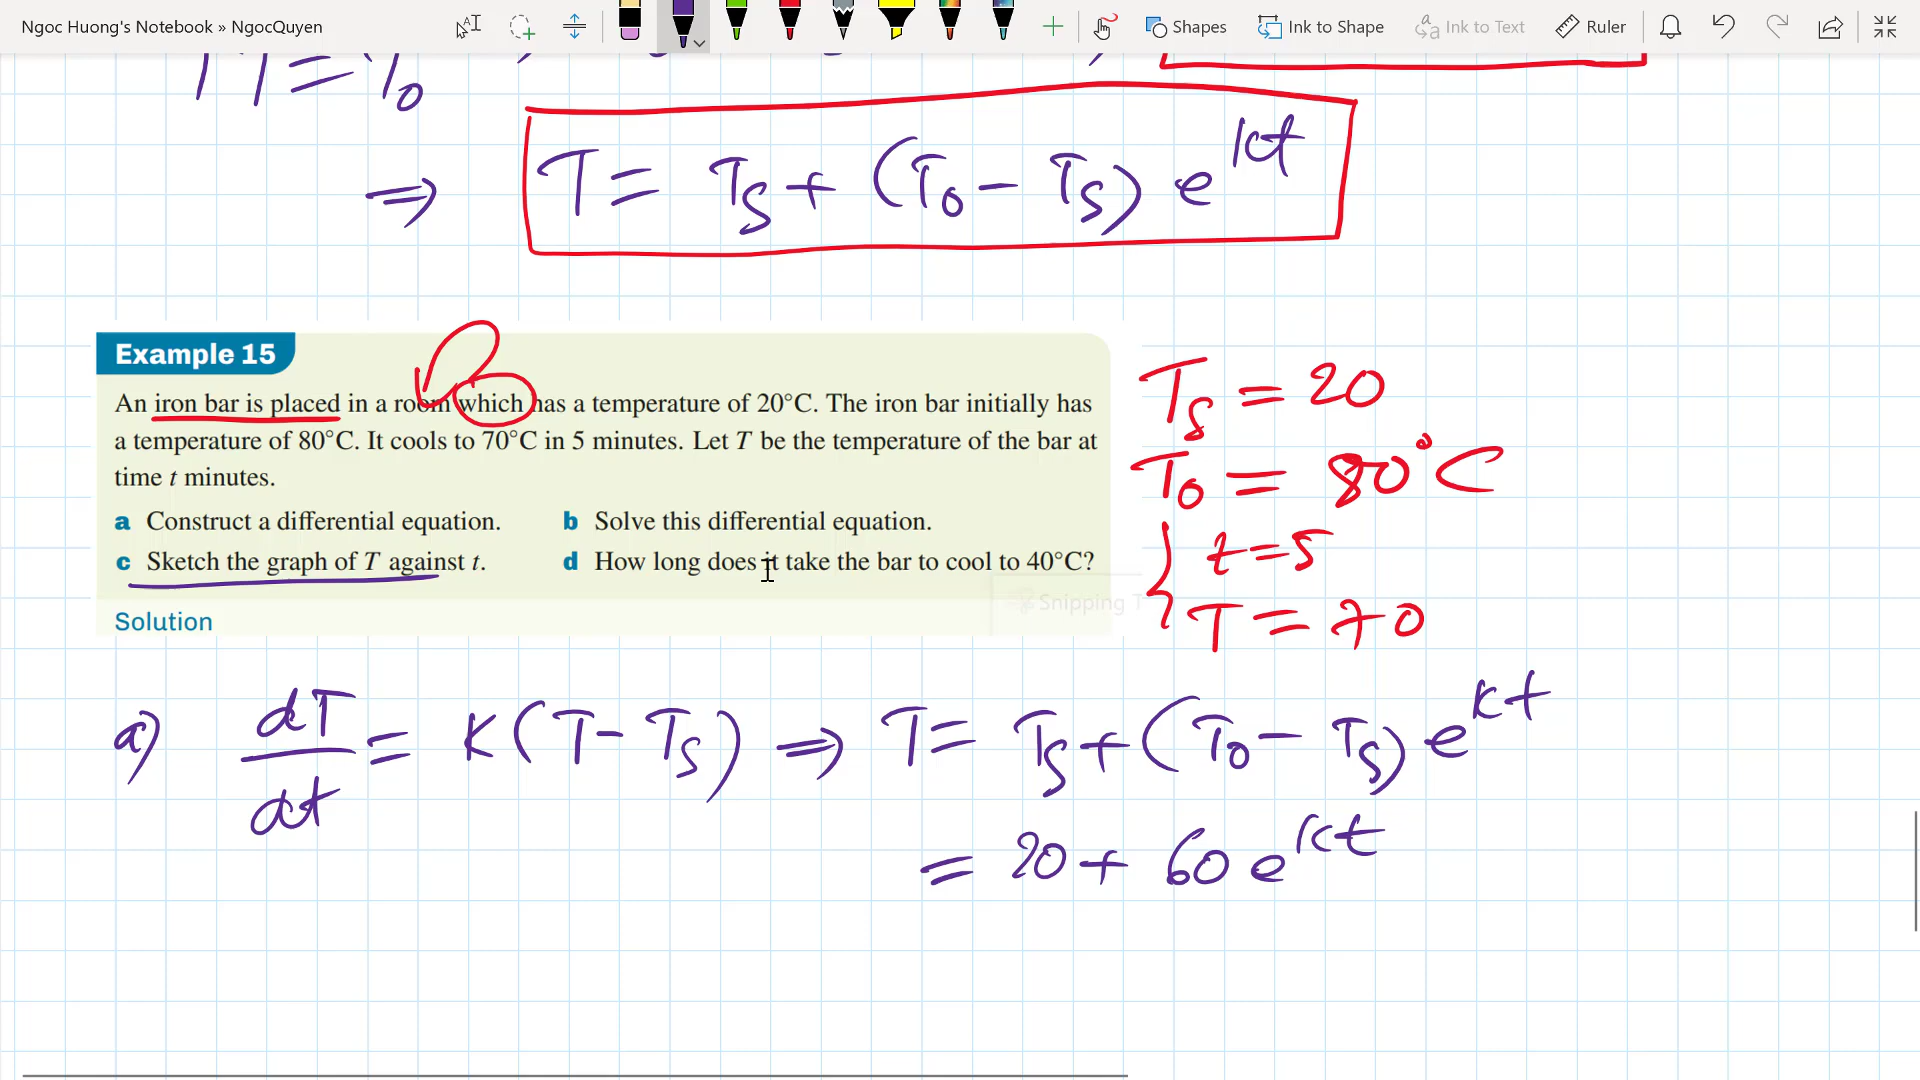 Ngoc Huong's Notebook » NgocQuyen
Shapes
Ink to Shape
Ink to Text
Ruler
⇒ T = Ts + (To − Ts) e^kt
Example 15
An iron bar is placed in a room which has a temperature of 20°C. The iron bar initially has
a temperature of 80°C. It cools to 70°C in 5 minutes. Let T be the temperature of the bar at
time t minutes.
a Construct a differential equation. b Solve this differential equation.
c Sketch the graph of T against t. d How long does it take the bar to cool to 40°C?
Snipping T
Solution
Ts = 20
To = 80°C
t = 5
T = 70
a) dT/dt = K(T − Ts) ⇒ T = Ts + (To − Ts) e^kt
= 20 + 60 e^kt